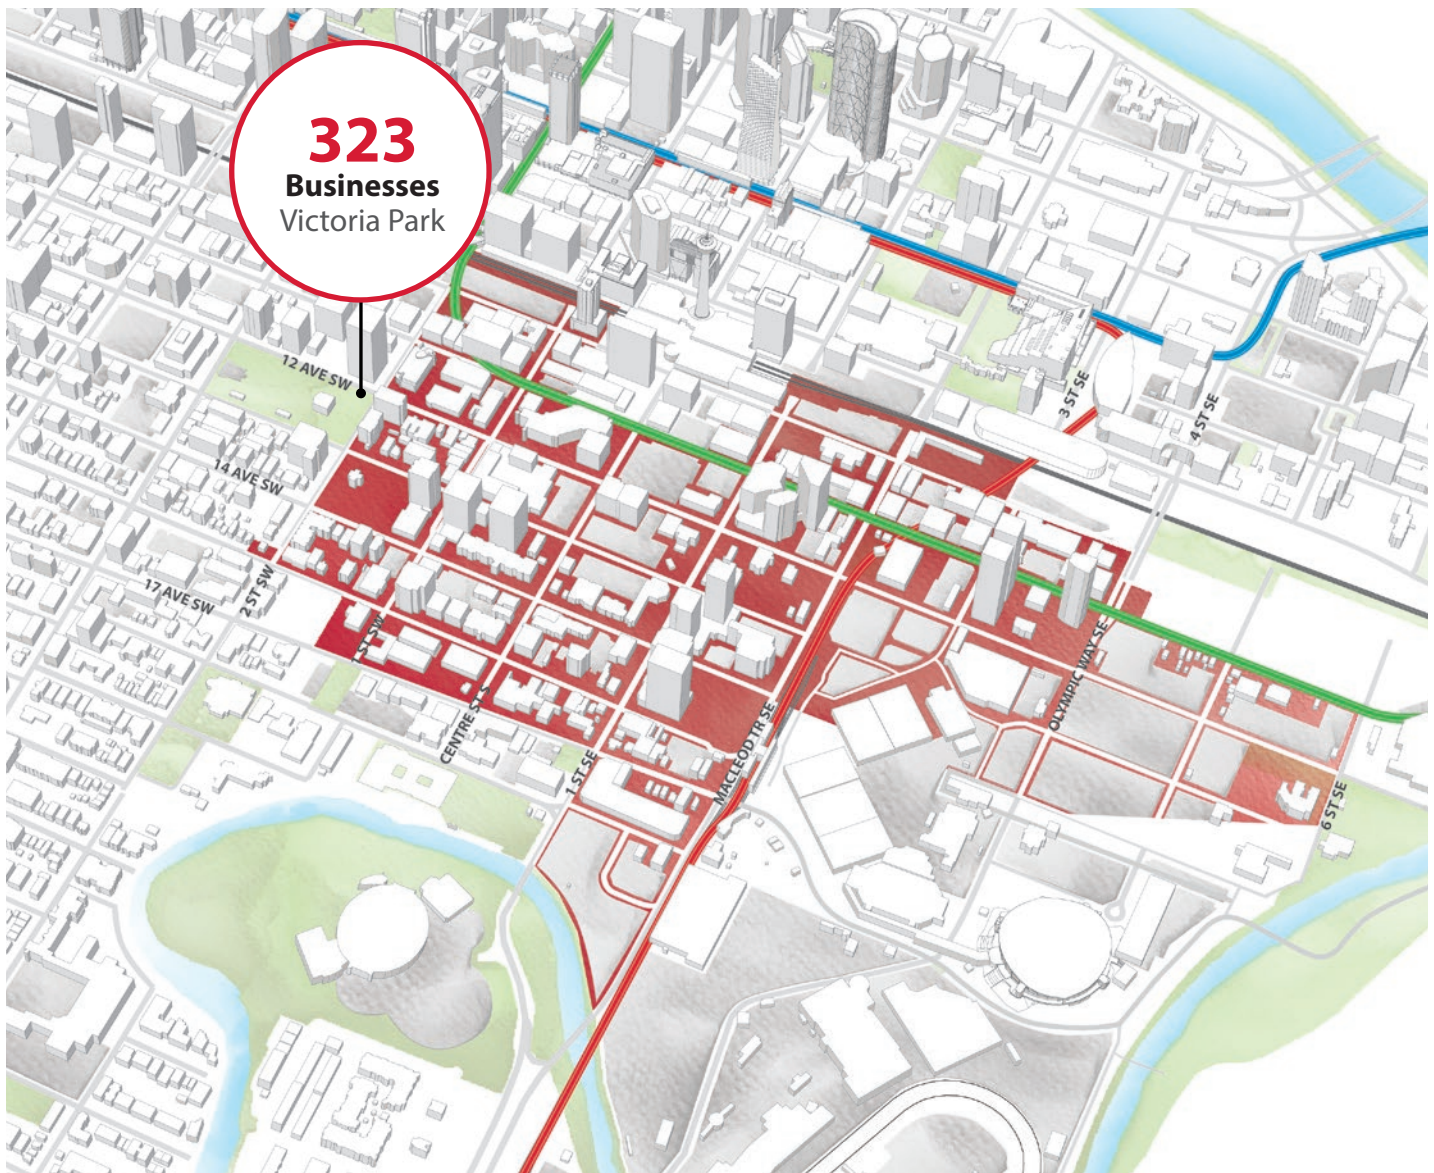 323
Businesses
Victoria Park
12 AVE SW
14 AVE SW
17 AVE SW
2 ST SW
1 ST SW
CENTRE ST S
1 ST SE
MACLEOD TR SE
OLYMPIC WAY SE
3 ST SE
4 ST SE
6 ST SE